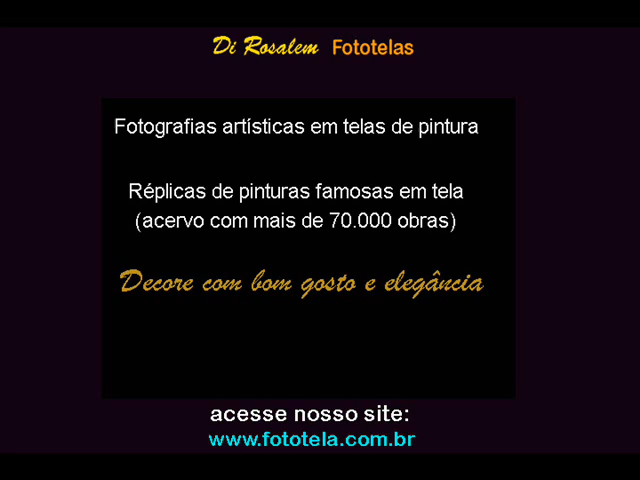 Di Rosalem Fototelas
Fotografias artísticas em telas de pintura
Réplicas de pinturas famosas em tela
(acervo com mais de 70.000 obras)
Decore com bom gosto e elegância
acesse nosso site:
www.fototela.com.br